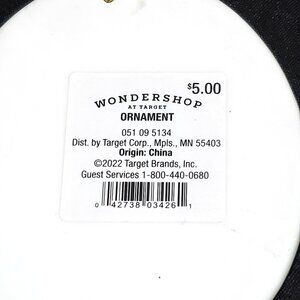 $5.00
WONDERSHOP
AT TARGET
ORNAMENT
051 09 5134
Dist. by Target Corp., Mpls., MN 55403
Origin: China
©2022 Target Brands, Inc.
Guest Services 1-800-440-0680
0 42738 03426 1